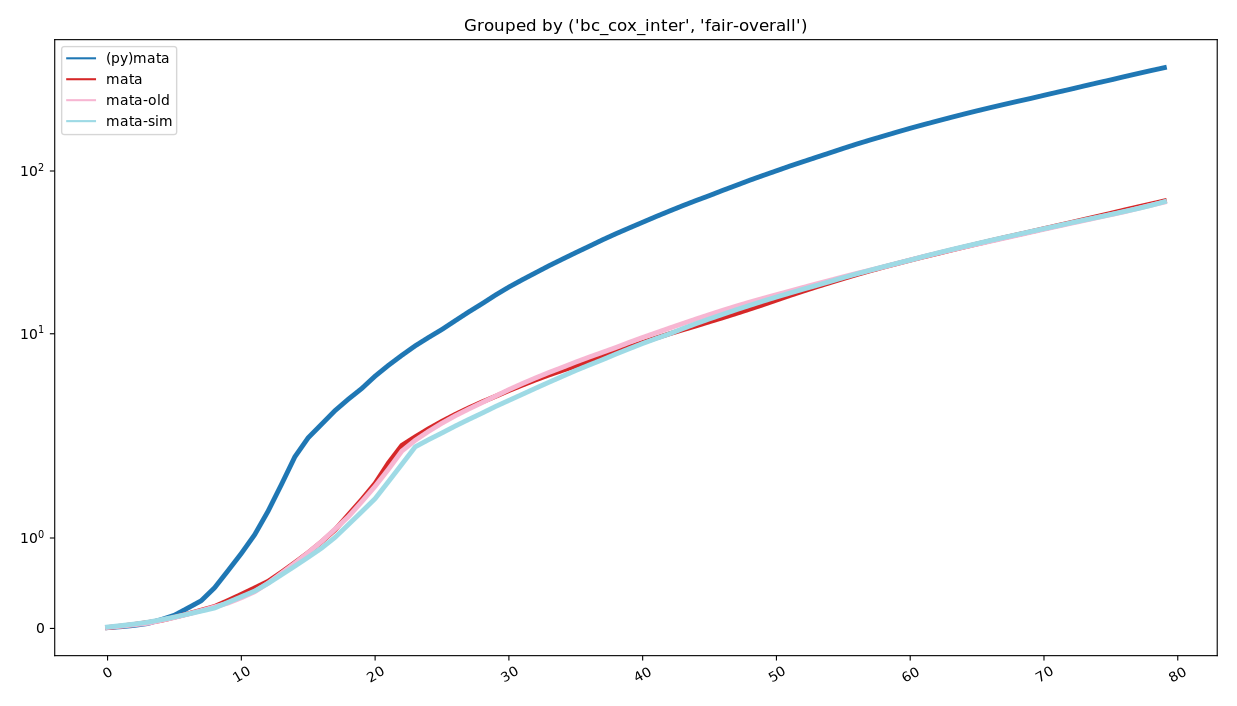 Grouped by ('bc_cox_inter', 'fair-overall')
(py)mata
mata
mata-old
mata-sim
10²
10¹
10⁰
0
0 10 20 30 40 50 60 70 80